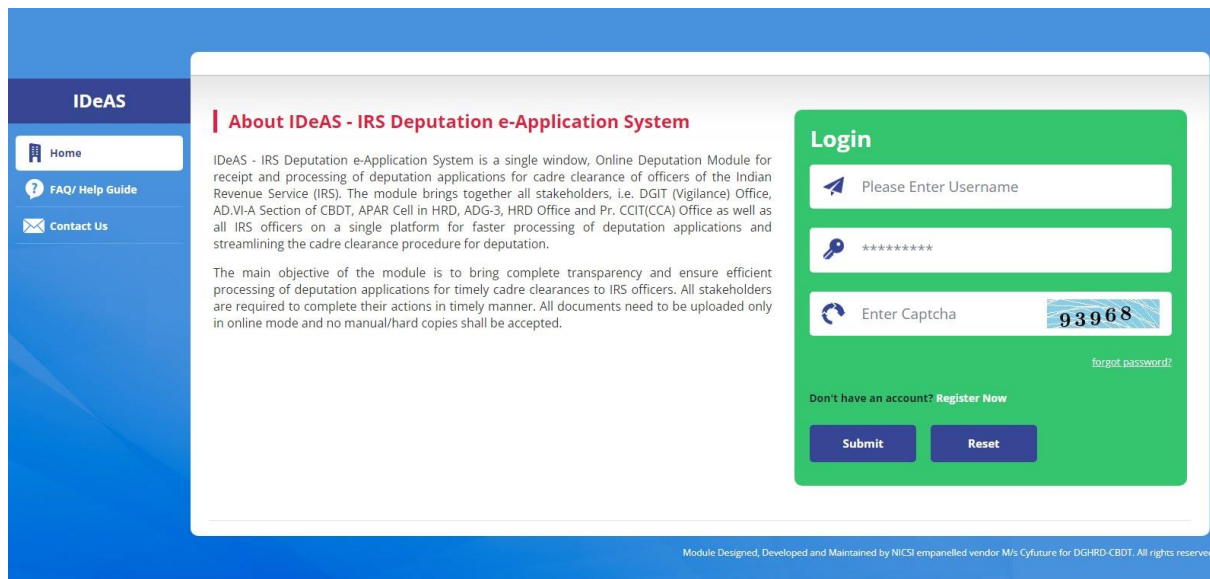 IDeAS
Home
FAQ/ Help Guide
Contact Us
About IDeAS - IRS Deputation e-Application System
IDeAS - IRS Deputation e-Application System is a single window, Online Deputation Module for
receipt and processing of deputation applications for cadre clearance of officers of the Indian
Revenue Service (IRS). The module brings together all stakeholders, i.e. DGIT (Vigilance) Office,
AD.VI-A Section of CBDT, APAR Cell in HRD, ADG-3, HRD Office and Pr. CCIT(CCA) Office as well as
all IRS officers on a single platform for faster processing of deputation applications and
streamlining the cadre clearance procedure for deputation.
The main objective of the module is to bring complete transparency and ensure efficient
processing of deputation applications for timely cadre clearances to IRS officers. All stakeholders
are required to complete their actions in timely manner. All documents need to be uploaded only
in online mode and no manual/hard copies shall be accepted.
Login
Please Enter Username
*********
Enter Captcha
93968
forgot password?
Don't have an account? Register Now
Submit Reset
Module Designed, Developed and Maintained by NICSI empanelled vendor M/s Cyfuture for DGHRD-CBDT. All rights reserve